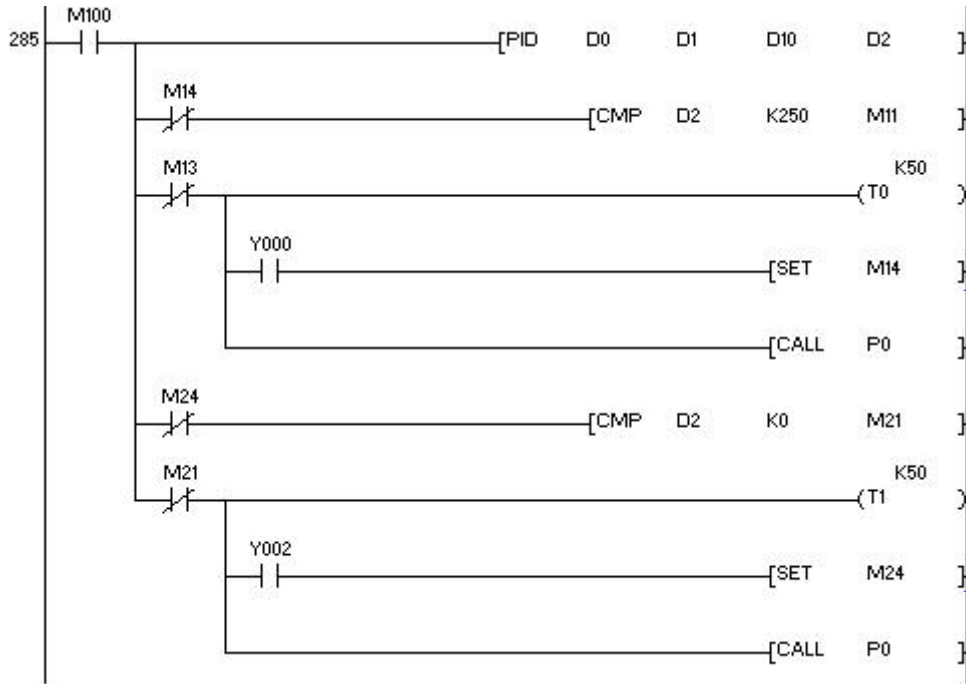 M100
285 [PID D0 D1 D10 D2 ]
M14
[CMP D2 K250 M11 ]
M13 K50
(T0 )
Y000
[SET M14 ]
[CALL P0 ]
M24
[CMP D2 K0 M21 ]
M21 K50
(T1 )
Y002
[SET M24 ]
[CALL P0 ]